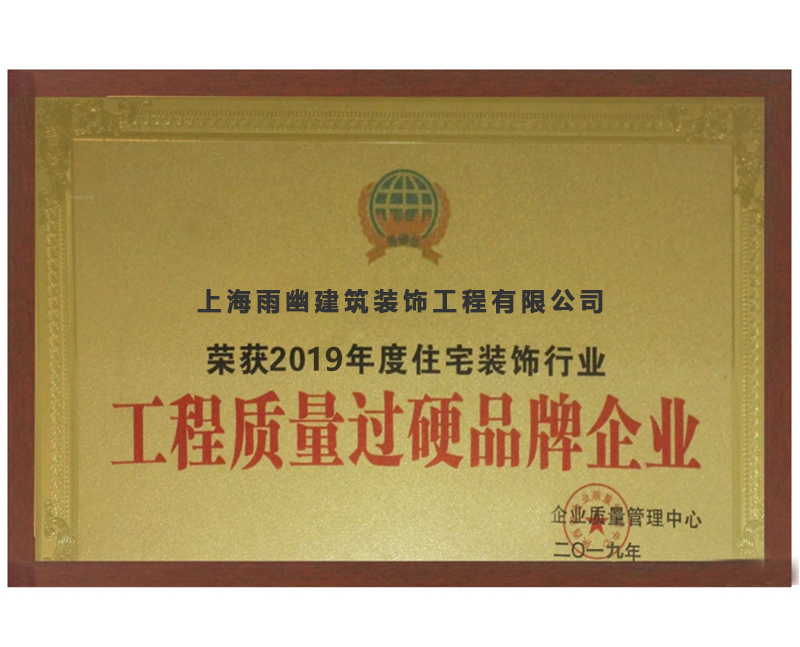 上海雨幽建筑装饰工程有限公司
荣获2019年度住宅装饰行业
工程质量过硬品牌企业
企业质量管理中心
二〇一九年